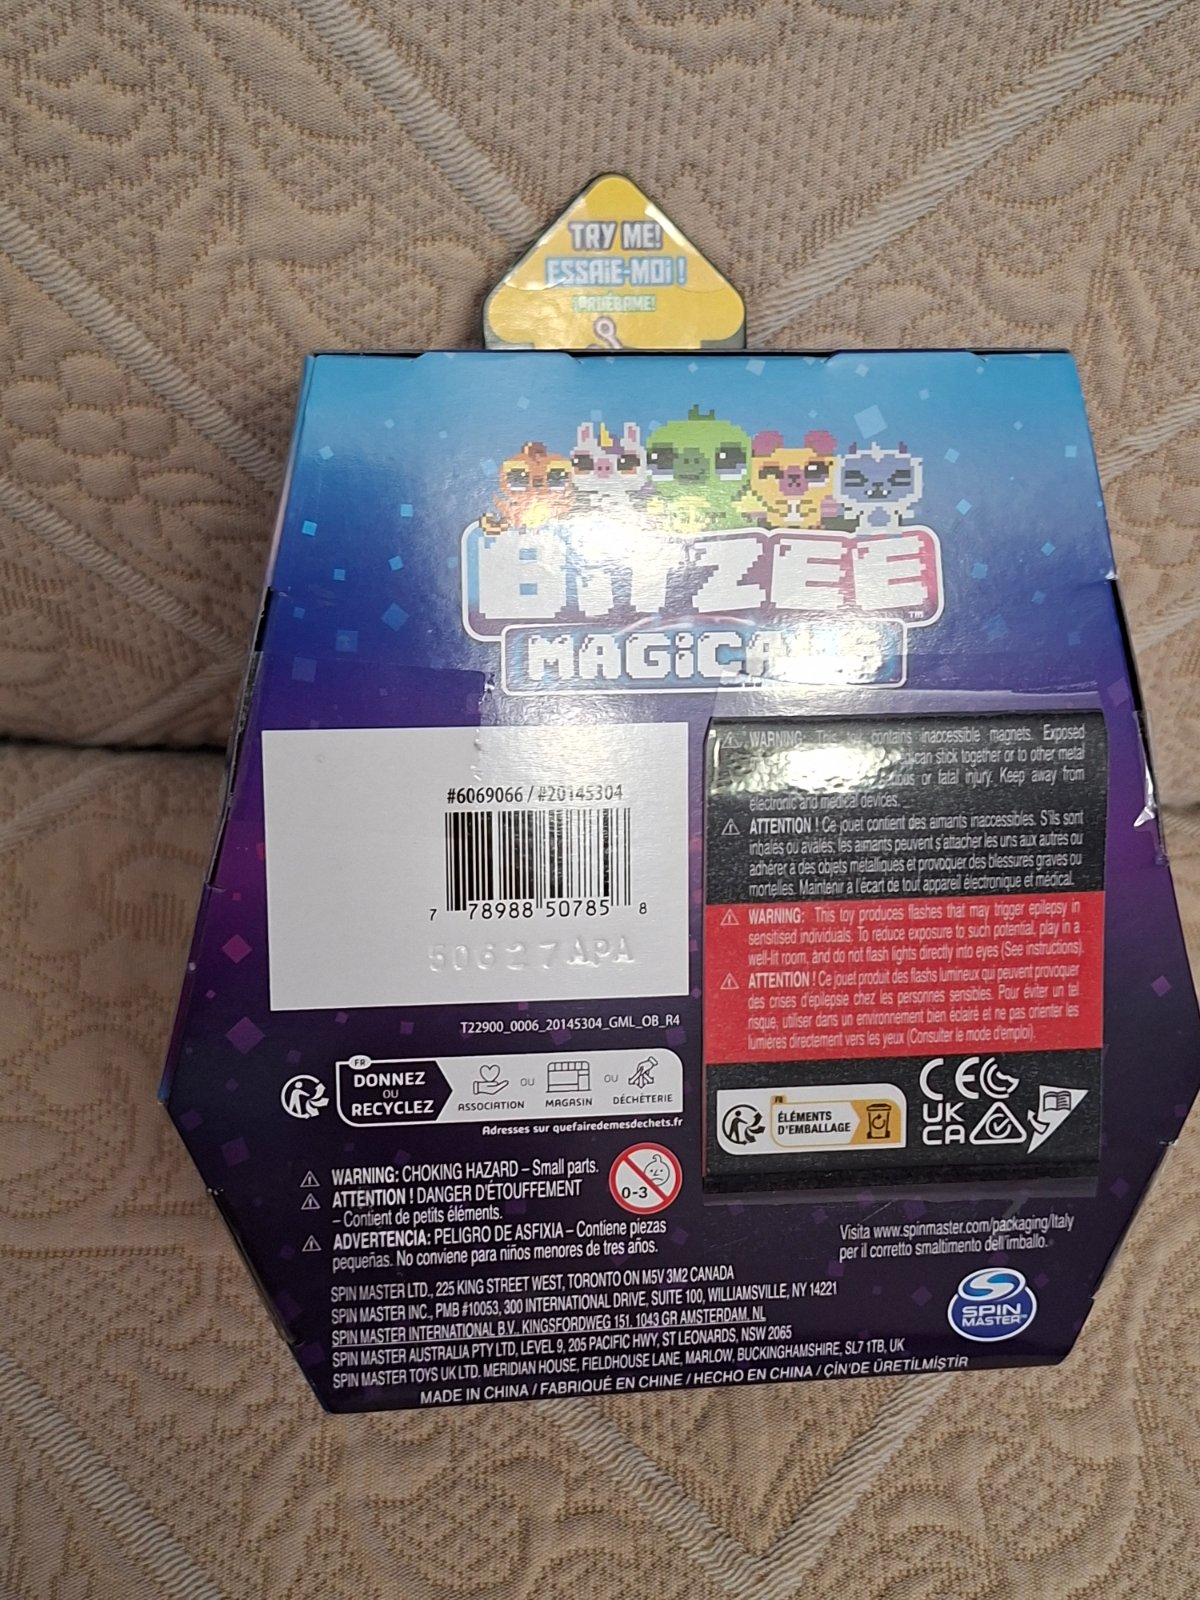 TRY ME!
ESSAIE-MOI !
¡PRUÉBAME!
BITZEE
TM
MAGICALS
#6069066 / #20145304
7 78988 50785 8
50627APA
T22900_0006_20145304_GML_OB_R4
WARNING: This toy contains inaccessible magnets. Exposed
can stick together or to other metal
or fatal injury. Keep away from
electronic and medical devices.
ATTENTION ! Ce jouet contient des aimants inaccessibles. S'ils sont
inhalés ou avalés, les aimants peuvent s'attacher les uns aux autres ou
adhérer à des objets métalliques et provoquer des blessures graves ou
mortelles. Maintenir à l'écart de tout appareil électronique et médical.
WARNING: This toy produces flashes that may trigger epilepsy in
sensitised individuals. To reduce exposure to such potential, play in a
well-lit room, and do not flash lights directly into eyes (See instructions).
ATTENTION ! Ce jouet produit des flashs lumineux qui peuvent provoquer
des crises d'épilepsie chez les personnes sensibles. Pour éviter un tel
risque, utiliser dans un environnement bien éclairé et ne pas orienter les
lumières directement vers les yeux (Consulter le mode d'emploi).
FR
DONNEZ
OU
RECYCLEZ
ASSOCIATION
OU
MAGASIN
OU
DÉCHÈTERIE
Adresses sur quefairedemesdechets.fr
FR
ÉLÉMENTS
D'EMBALLAGE
CE
UK
CA
WARNING: CHOKING HAZARD – Small parts.
ATTENTION ! DANGER D'ÉTOUFFEMENT
– Contient de petits éléments.
ADVERTENCIA: PELIGRO DE ASFIXIA – Contiene piezas
pequeñas. No conviene para niños menores de tres años.
0-3
Visita www.spinmaster.com/packaging/Italy
per il corretto smaltimento dell'imballo.
SPIN MASTER LTD., 225 KING STREET WEST, TORONTO ON M5V 3M2 CANADA
SPIN MASTER INC., PMB #10053, 300 INTERNATIONAL DRIVE, SUITE 100, WILLIAMSVILLE, NY 14221
SPIN MASTER INTERNATIONAL B.V., KINGSFORDWEG 151, 1043 GR AMSTERDAM, NL
SPIN MASTER AUSTRALIA PTY LTD, LEVEL 9, 205 PACIFIC HWY, ST LEONARDS, NSW 2065
SPIN MASTER TOYS UK LTD. MERIDIAN HOUSE, FIELDHOUSE LANE, MARLOW, BUCKINGHAMSHIRE, SL7 1TB, UK
MADE IN CHINA / FABRIQUÉ EN CHINE / HECHO EN CHINA / ÇİN'DE ÜRETİLMİŞTİR
SPIN
MASTER™